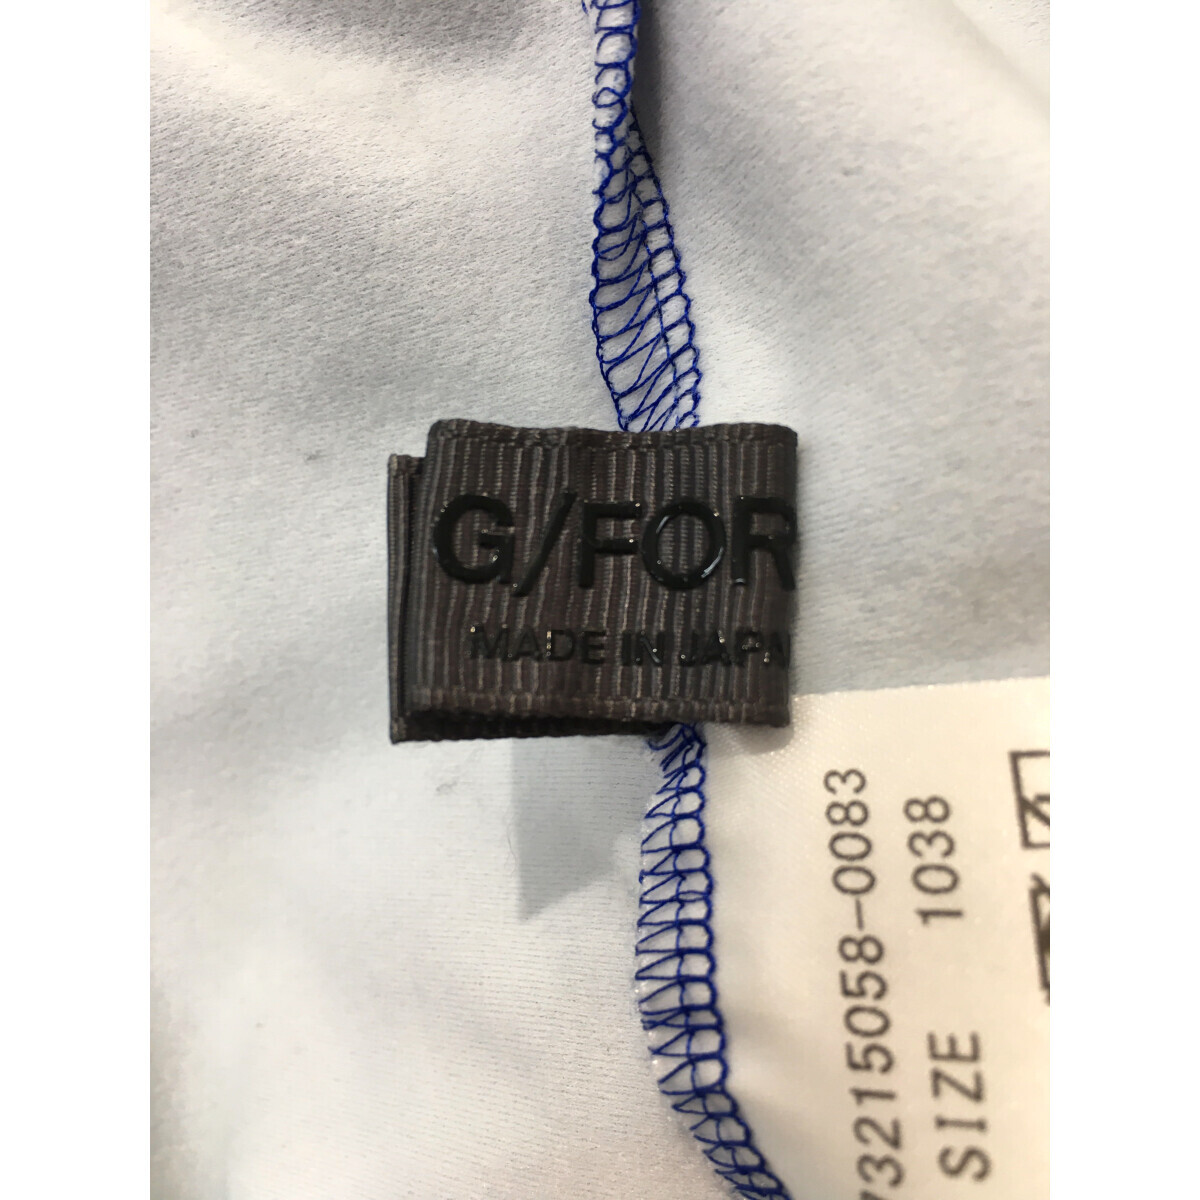 G/FOR
MADE IN JAPA
73215058-0083
SIZE 1038